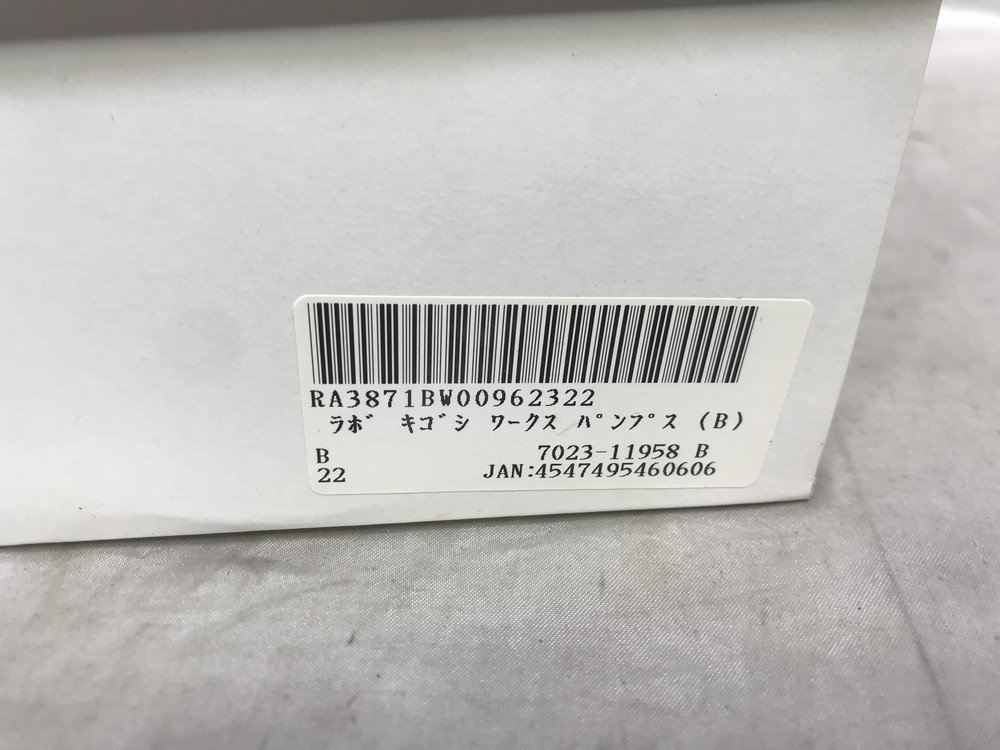 RA3871BW00962322
ﾗﾎﾞ ｷｺﾞｼ ﾜｰｸｽ ﾊﾟﾝﾌﾟｽ (B)
B 7023-11958 B
22 JAN:4547495460606